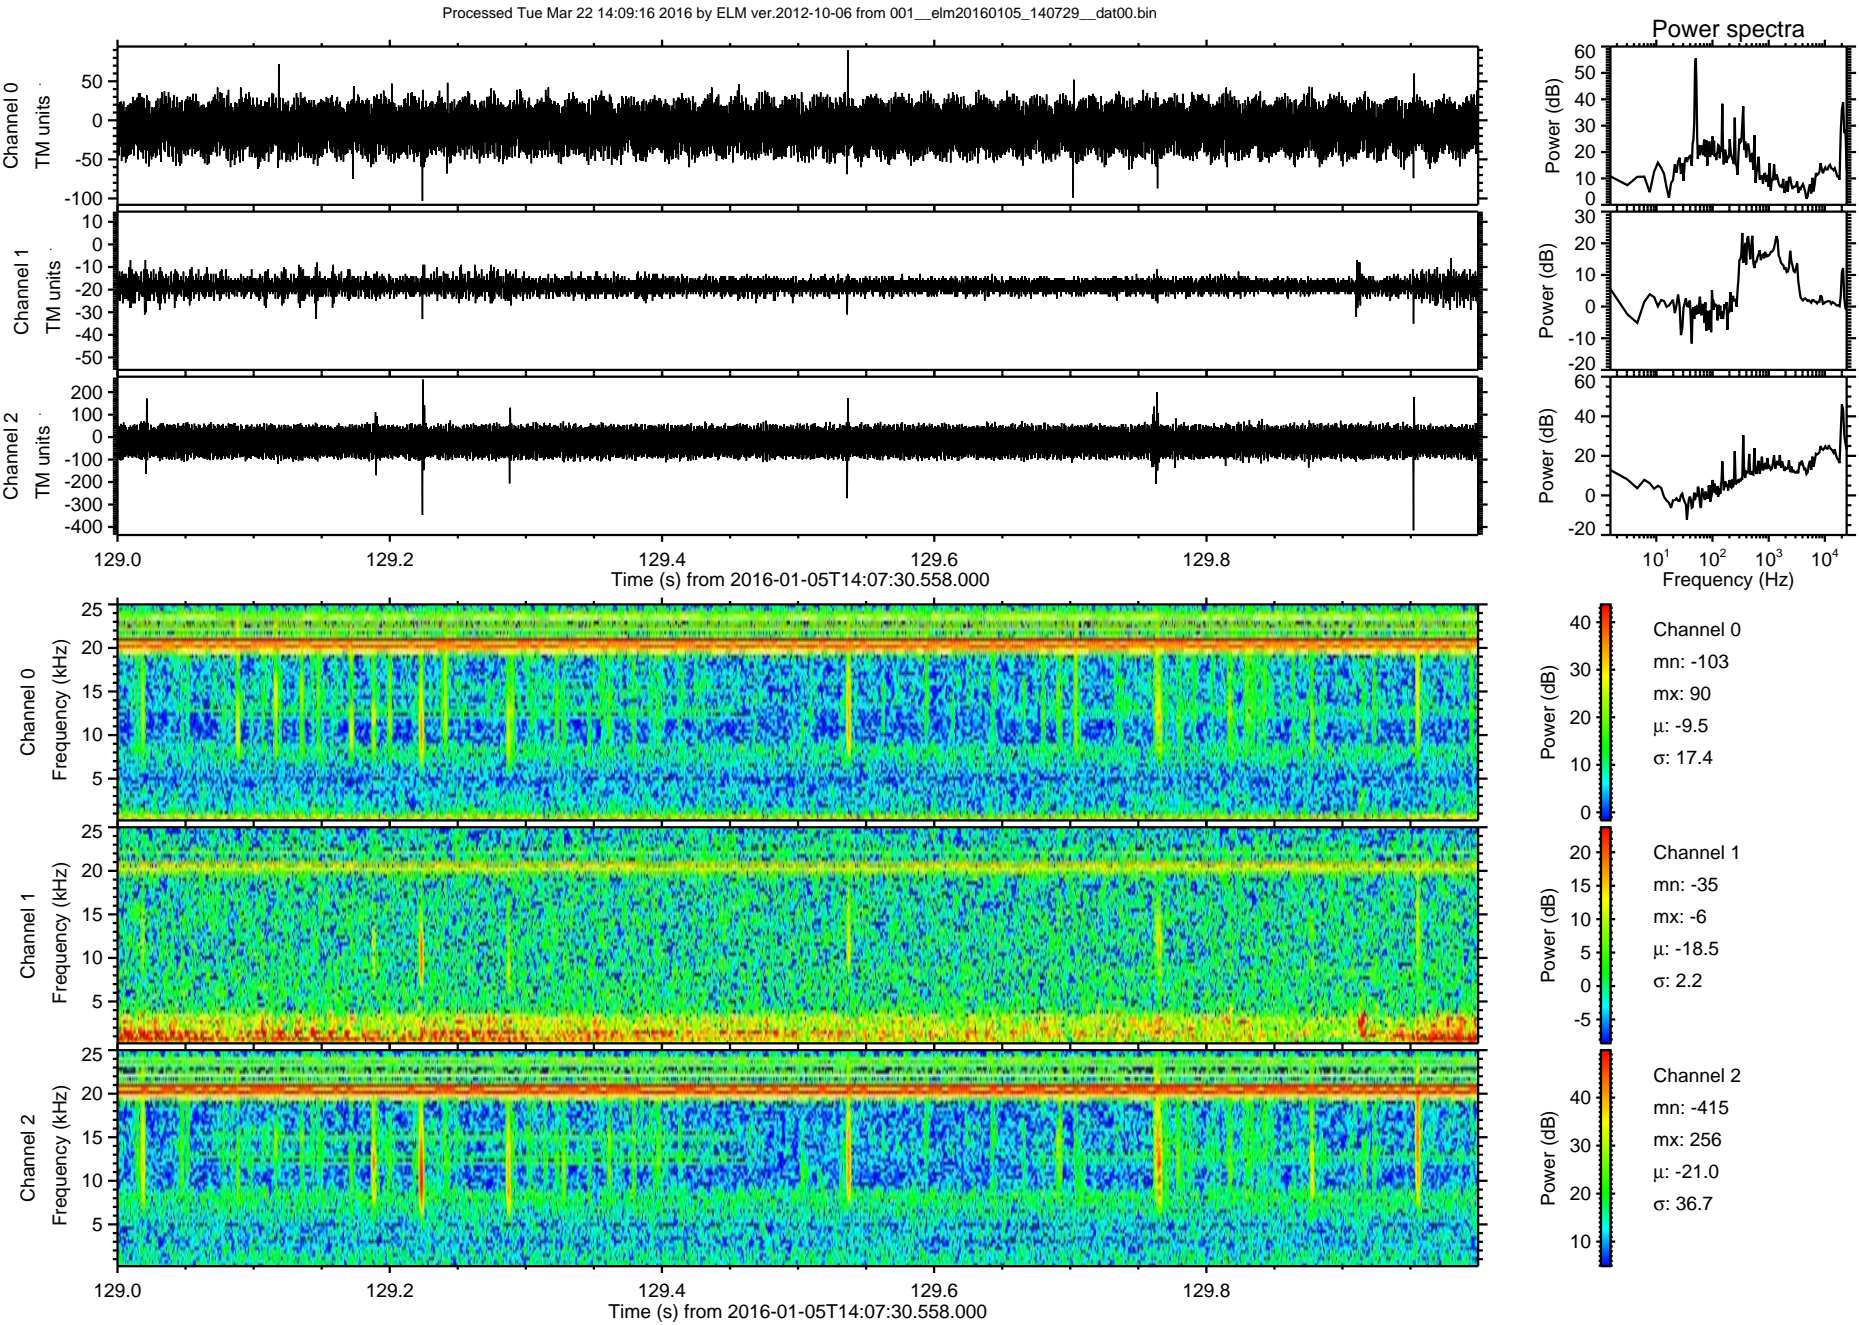 Processed Tue Mar 22 14:09:16 2016 by ELM ver.2012-10-06 from 001__elm20160105_140729__dat00.bin
Power spectra
Channel 0
TM units
50
0
-50
-100
Power (dB)
60
50
40
30
20
10
0
Channel 1
TM units
10
0
-10
-20
-30
-40
-50
Power (dB)
30
20
10
0
-10
-20
Channel 2
TM units
200
100
0
-100
-200
-300
-400
Power (dB)
60
40
20
0
-20
129.0 129.2 129.4 129.6 129.8
Time (s) from 2016-01-05T14:07:30.558.000
10¹ 10² 10³ 10⁴
Frequency (Hz)
Channel 0
Frequency (kHz)
25
20
15
10
5
Power (dB)
40
30
20
10
0
Channel 0
mn: -103
mx: 90
μ: -9.5
σ: 17.4
Channel 1
Frequency (kHz)
25
20
15
10
5
Power (dB)
20
15
10
5
0
-5
Channel 1
mn: -35
mx: -6
μ: -18.5
σ: 2.2
Channel 2
Frequency (kHz)
25
20
15
10
5
Power (dB)
40
30
20
10
Channel 2
mn: -415
mx: 256
μ: -21.0
σ: 36.7
129.0 129.2 129.4 129.6 129.8
Time (s) from 2016-01-05T14:07:30.558.000